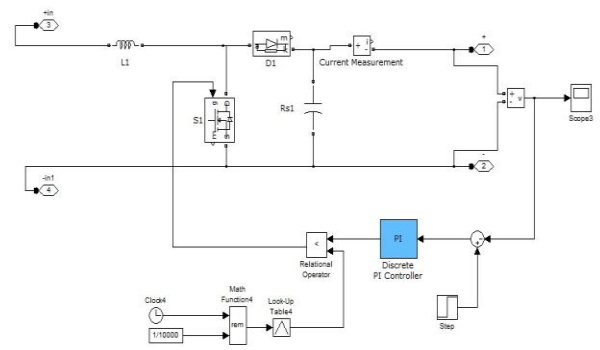 +in
3
L1
m
D1
+ i -
Current Measurement
+
1
g D
S1
E S
Rs1
+
-
v
Scope3
-in1
4
-
2
<
Relational
Operator
PI
Discrete
PI Controller
-
+
Step
Clock4
1/10000
Math
Function4
rem
Look-Up
Table4